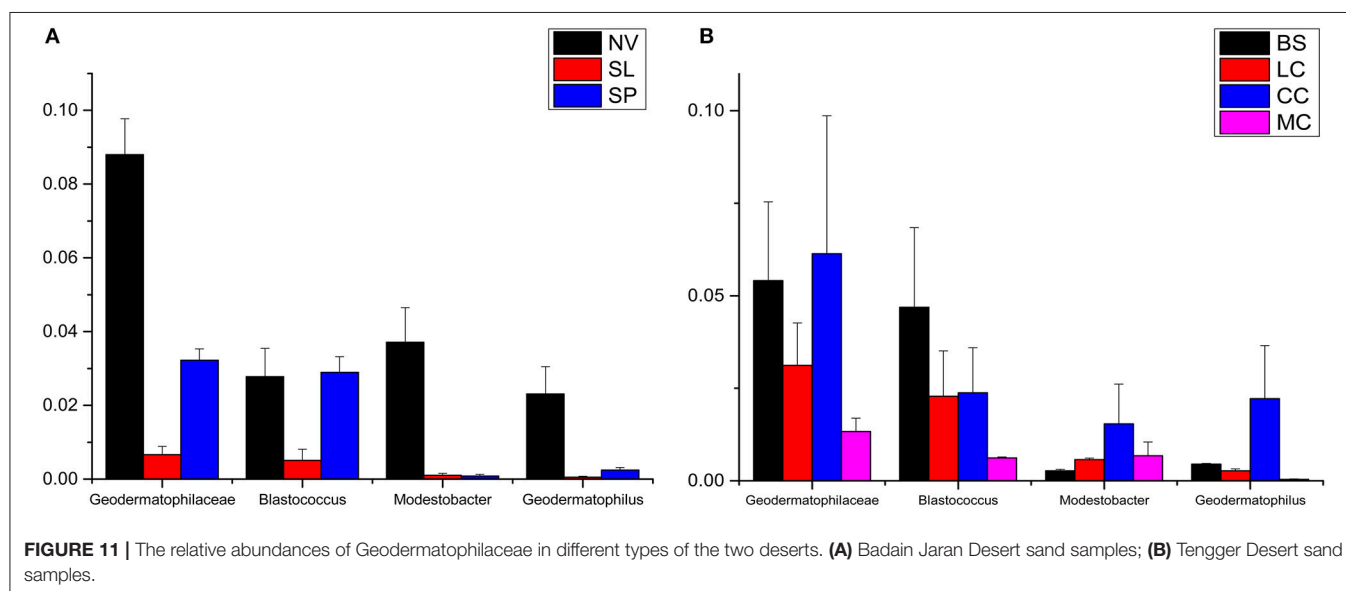 A
NV
SL
SP
0.10
0.08
0.06
0.04
0.02
0.00
Geodermatophilaceae Blastococcus Modestobacter Geodermatophilus
B
BS
LC
CC
MC
0.10
0.05
0.00
Geodermatophilaceae Blastococcus Modestobacter Geodermatophilus
FIGURE 11 | The relative abundances of Geodermatophilaceae in different types of the two deserts. (A) Badain Jaran Desert sand samples; (B) Tengger Desert sand
samples.